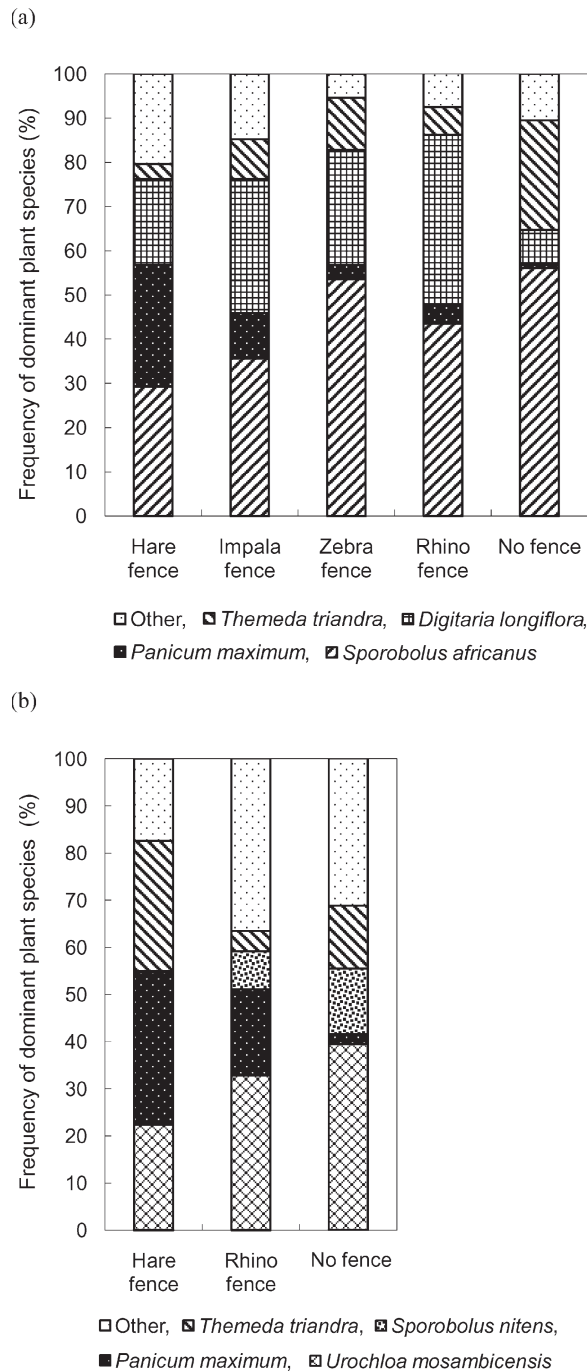 (a)
Frequency of dominant plant species (%)
100
90
80
70
60
50
40
30
20
10
0
Hare fence
Impala fence
Zebra fence
Rhino fence
No fence
Other, Themeda triandra, Digitaria longiflora,
Panicum maximum, Sporobolus africanus
(b)
Frequency of dominant plant species (%)
100
90
80
70
60
50
40
30
20
10
0
Hare fence
Rhino fence
No fence
Other, Themeda triandra, Sporobolus nitens,
Panicum maximum, Urochloa mosambicensis